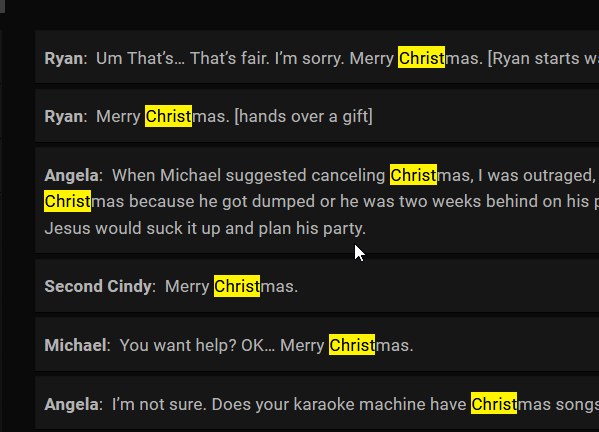 Ryan: Um That’s… That’s fair. I’m sorry. Merry Christmas. [Ryan starts
Ryan: Merry Christmas. [hands over a gift]
Angela: When Michael suggested canceling Christmas, I was outraged,
Christmas because he got dumped or he was two weeks behind on his
Jesus would suck it up and plan his party.
Second Cindy: Merry Christmas.
Michael: You want help? OK… Merry Christmas.
Angela: I’m not sure. Does your karaoke machine have Christmas songs